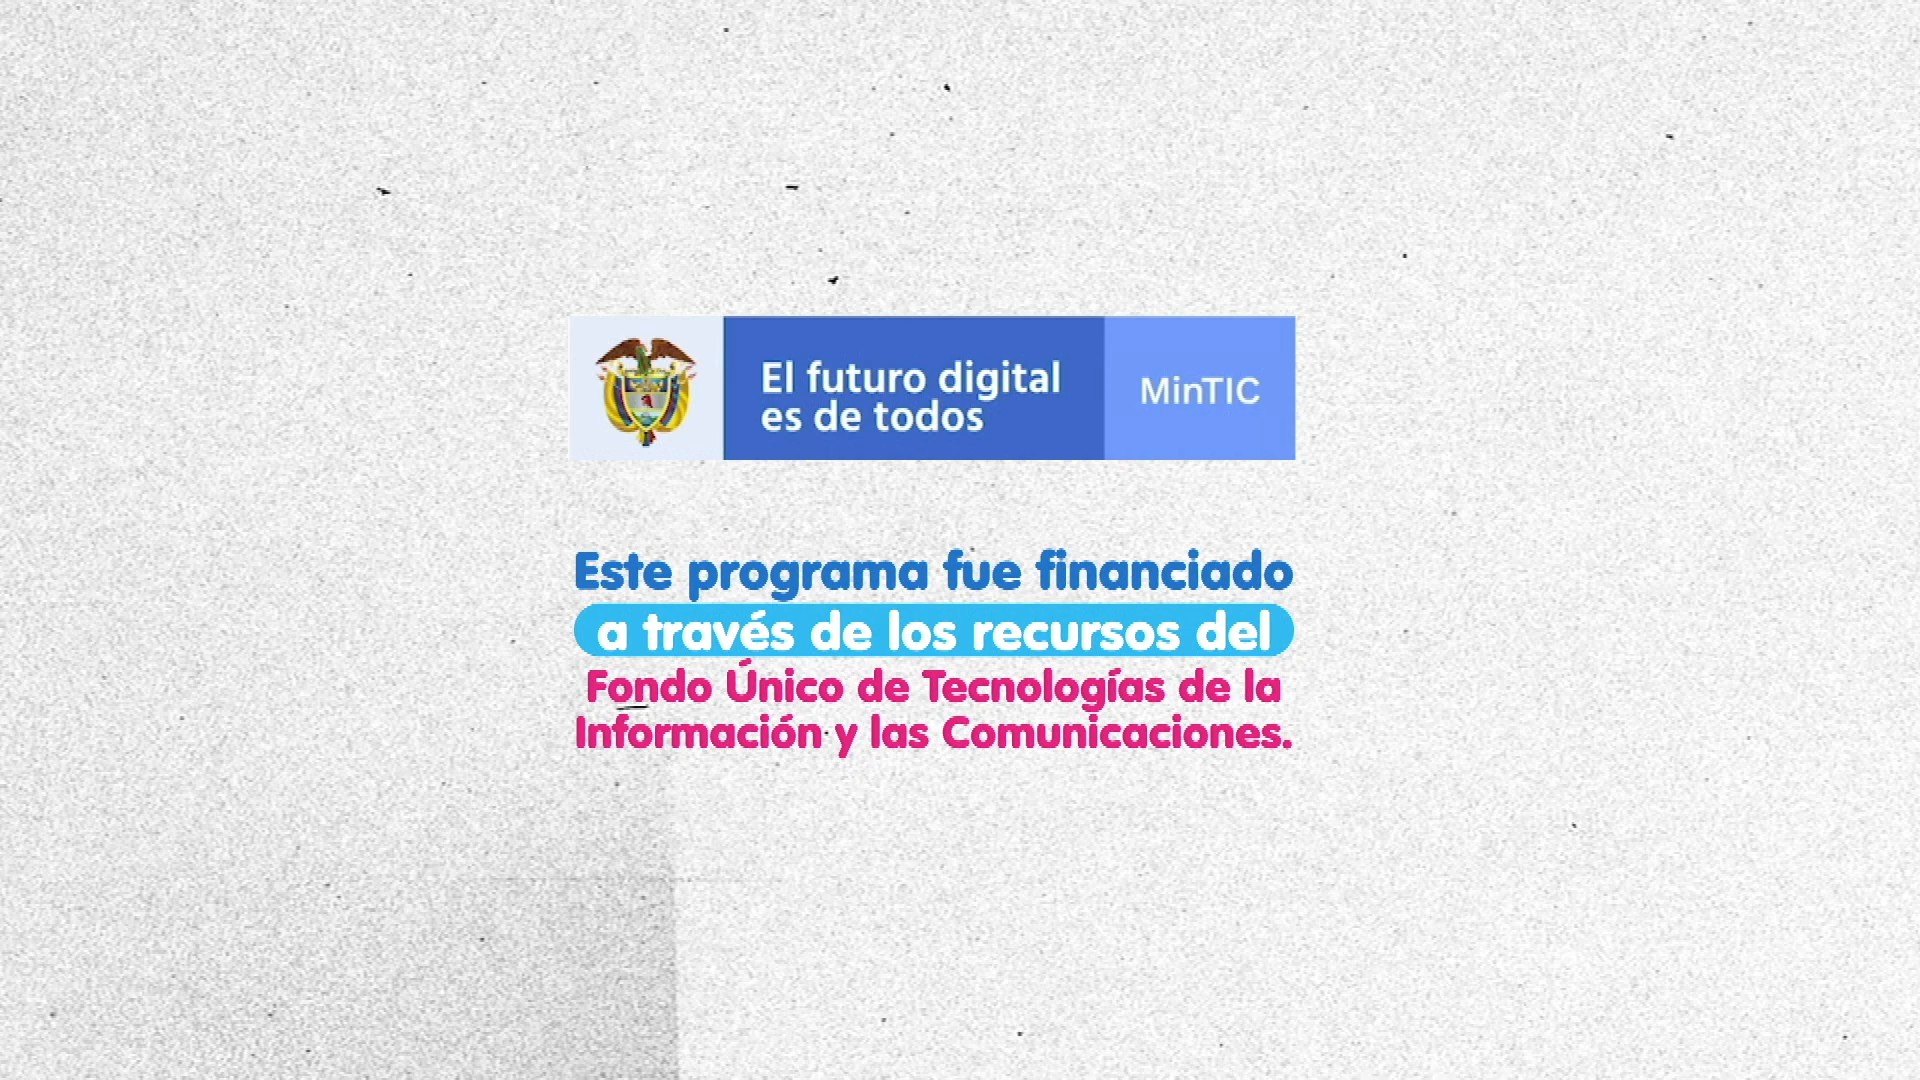 El futuro digital
es de todos
MinTIC
Este programa fue financiado
a través de los recursos del
Fondo Único de Tecnologías de la
Información y las Comunicaciones.